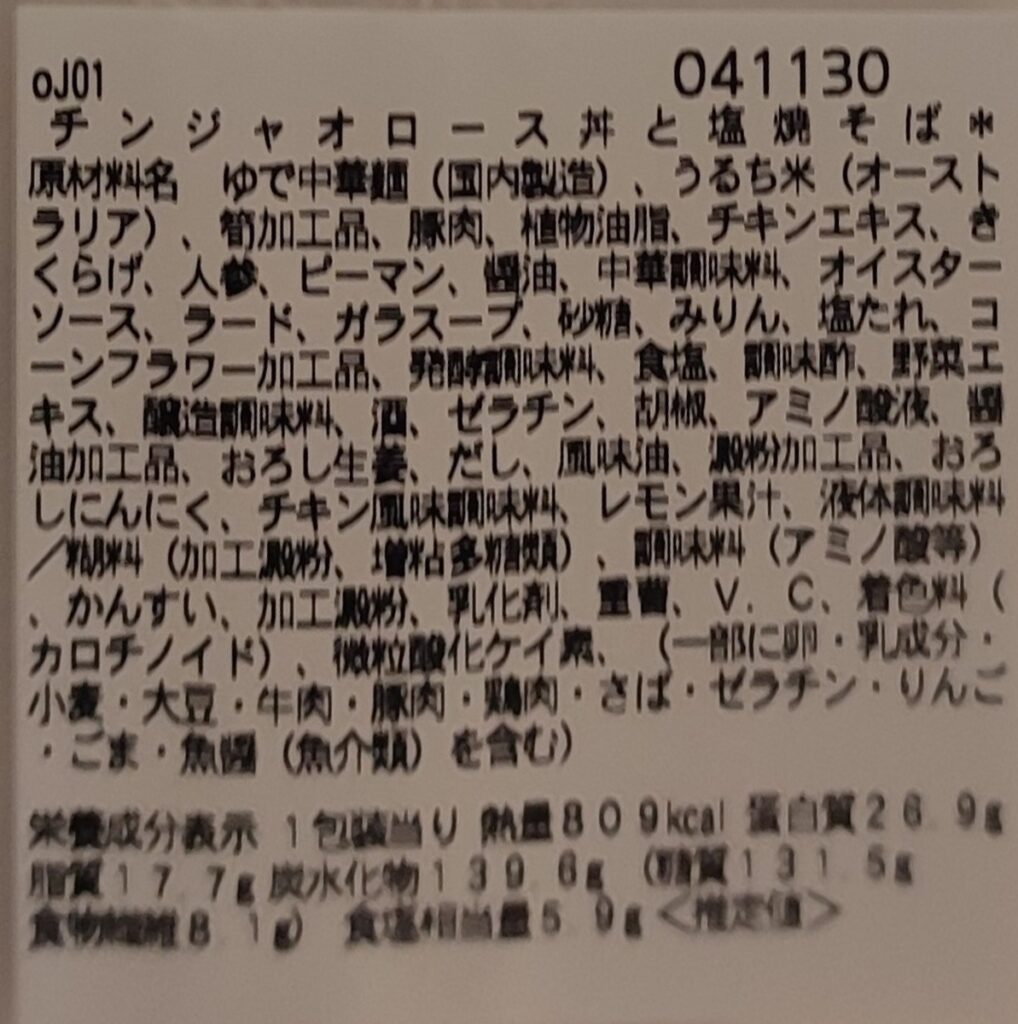 oJ01 041130
チンジャオロース丼と塩焼そば*
原材料名 ゆで中華麺（国内製造）、うるち米（オースト
ラリア）、筍加工品、豚肉、植物油脂、チキンエキス、き
くらげ、人参、ピーマン、醤油、中華調味料、オイスター
ソース、ラード、ガラスープ、砂糖、みりん、塩たれ、コ
ーンフラワー加工品、発酵調味料、食塩、調味酢、野菜エ
キス、醸造調味料、酒、ゼラチン、胡椒、アミノ酸液、醤
油加工品、おろし生姜、だし、風味油、澱粉加工品、おろ
しにんにく、チキン風味調味料、レモン果汁、液体調味料
／糊料（加工澱粉、増粘多糖類）、調味料（アミノ酸等）
、かんすい、加工澱粉、乳化剤、重曹、Ｖ．Ｃ、着色料（
カロチノイド）、微粒酸化ケイ素、（一部に卵・乳成分・
小麦・大豆・牛肉・豚肉・鶏肉・さば・ゼラチン・りんご
・ごま・魚醤（魚介類）を含む）
栄養成分表示 １包装当り 熱量８０９kcal 蛋白質２６．９g
脂質１７．７g 炭水化物１３９．６g （糖質１３１．５g
食物繊維８．１g） 食塩相当量５．９g ＜推定値＞